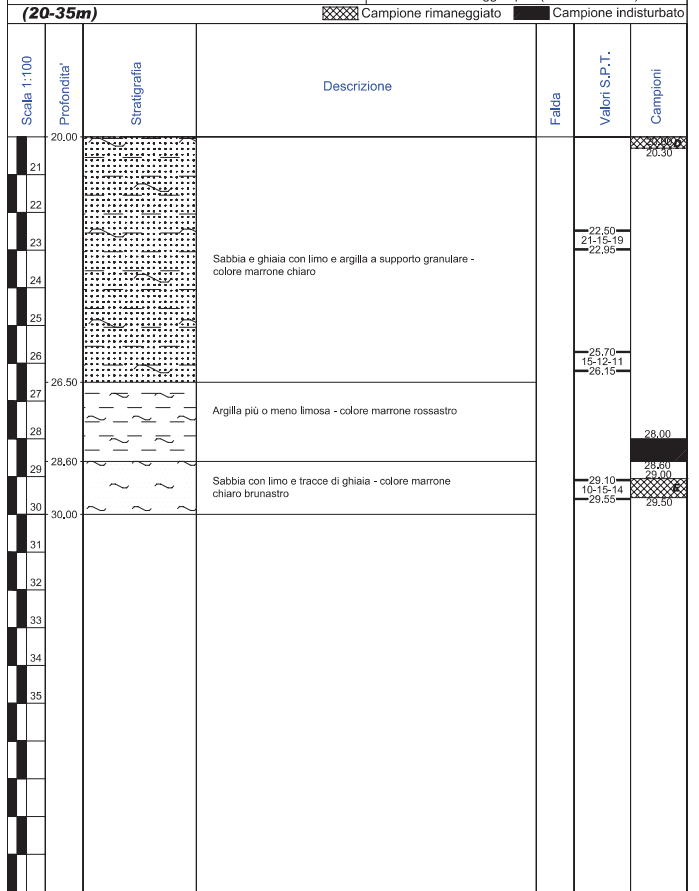 (20-35m)
Campione rimaneggiato
Campione indisturbato
Scala 1:100
Profondita'
Stratigrafia
Descrizione
Falda
Valori S.P.T.
Campioni
20.00
20.30
21
22
22.50
21-15-19
22.95
23
Sabbia e ghiaia con limo e argilla a supporto granulare -
colore marrone chiaro
24
25
25.70
15-12-11
26.15
26
26.50
27
Argilla più o meno limosa - colore marrone rossastro
28
28.00
28.60
28.60
29.00
29
Sabbia con limo e tracce di ghiaia - colore marrone
chiaro brunastro
29.10
10-15-14
29.55
29.50
30
30.00
31
32
33
34
35